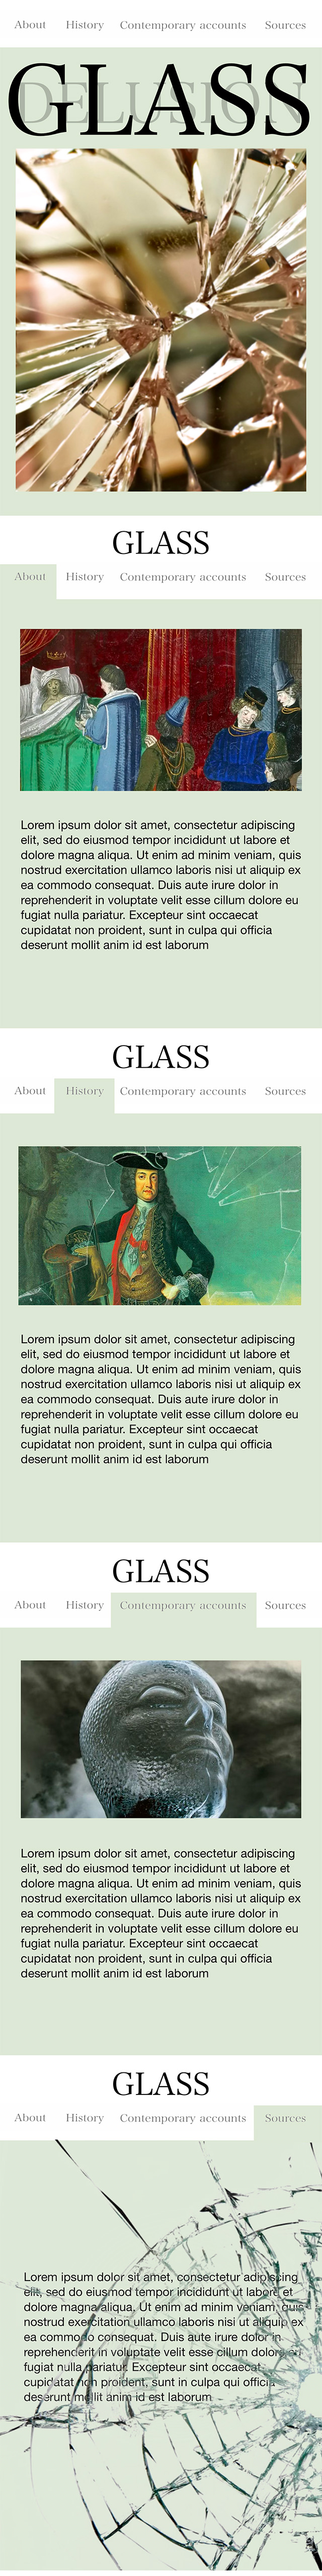 About History Contemporary accounts Sources
GLASS
DELUSION
GLASS
About History Contemporary accounts Sources
Lorem ipsum dolor sit amet, consectetur adipiscing
elit, sed do eiusmod tempor incididunt ut labore et
dolore magna aliqua. Ut enim ad minim veniam, quis
nostrud exercitation ullamco laboris nisi ut aliquip ex
ea commodo consequat. Duis aute irure dolor in
reprehenderit in voluptate velit esse cillum dolore eu
fugiat nulla pariatur. Excepteur sint occaecat
cupidatat non proident, sunt in culpa qui officia
deserunt mollit anim id est laborum
GLASS
About History Contemporary accounts Sources
Lorem ipsum dolor sit amet, consectetur adipiscing
elit, sed do eiusmod tempor incididunt ut labore et
dolore magna aliqua. Ut enim ad minim veniam, quis
nostrud exercitation ullamco laboris nisi ut aliquip ex
ea commodo consequat. Duis aute irure dolor in
reprehenderit in voluptate velit esse cillum dolore eu
fugiat nulla pariatur. Excepteur sint occaecat
cupidatat non proident, sunt in culpa qui officia
deserunt mollit anim id est laborum
GLASS
About History Contemporary accounts Sources
Lorem ipsum dolor sit amet, consectetur adipiscing
elit, sed do eiusmod tempor incididunt ut labore et
dolore magna aliqua. Ut enim ad minim veniam, quis
nostrud exercitation ullamco laboris nisi ut aliquip ex
ea commodo consequat. Duis aute irure dolor in
reprehenderit in voluptate velit esse cillum dolore eu
fugiat nulla pariatur. Excepteur sint occaecat
cupidatat non proident, sunt in culpa qui officia
deserunt mollit anim id est laborum
GLASS
About History Contemporary accounts Sources
Lorem ipsum dolor sit amet, consectetur adipiscing
elit, sed do eiusmod tempor incididunt ut labore et
dolore magna aliqua. Ut enim ad minim veniam, quis
nostrud exercitation ullamco laboris nisi ut aliquip ex
ea commodo consequat. Duis aute irure dolor in
reprehenderit in voluptate velit esse cillum dolore eu
fugiat nulla pariatur. Excepteur sint occaecat
cupidatat non proident, sunt in culpa qui officia
deserunt mollit anim id est laborum